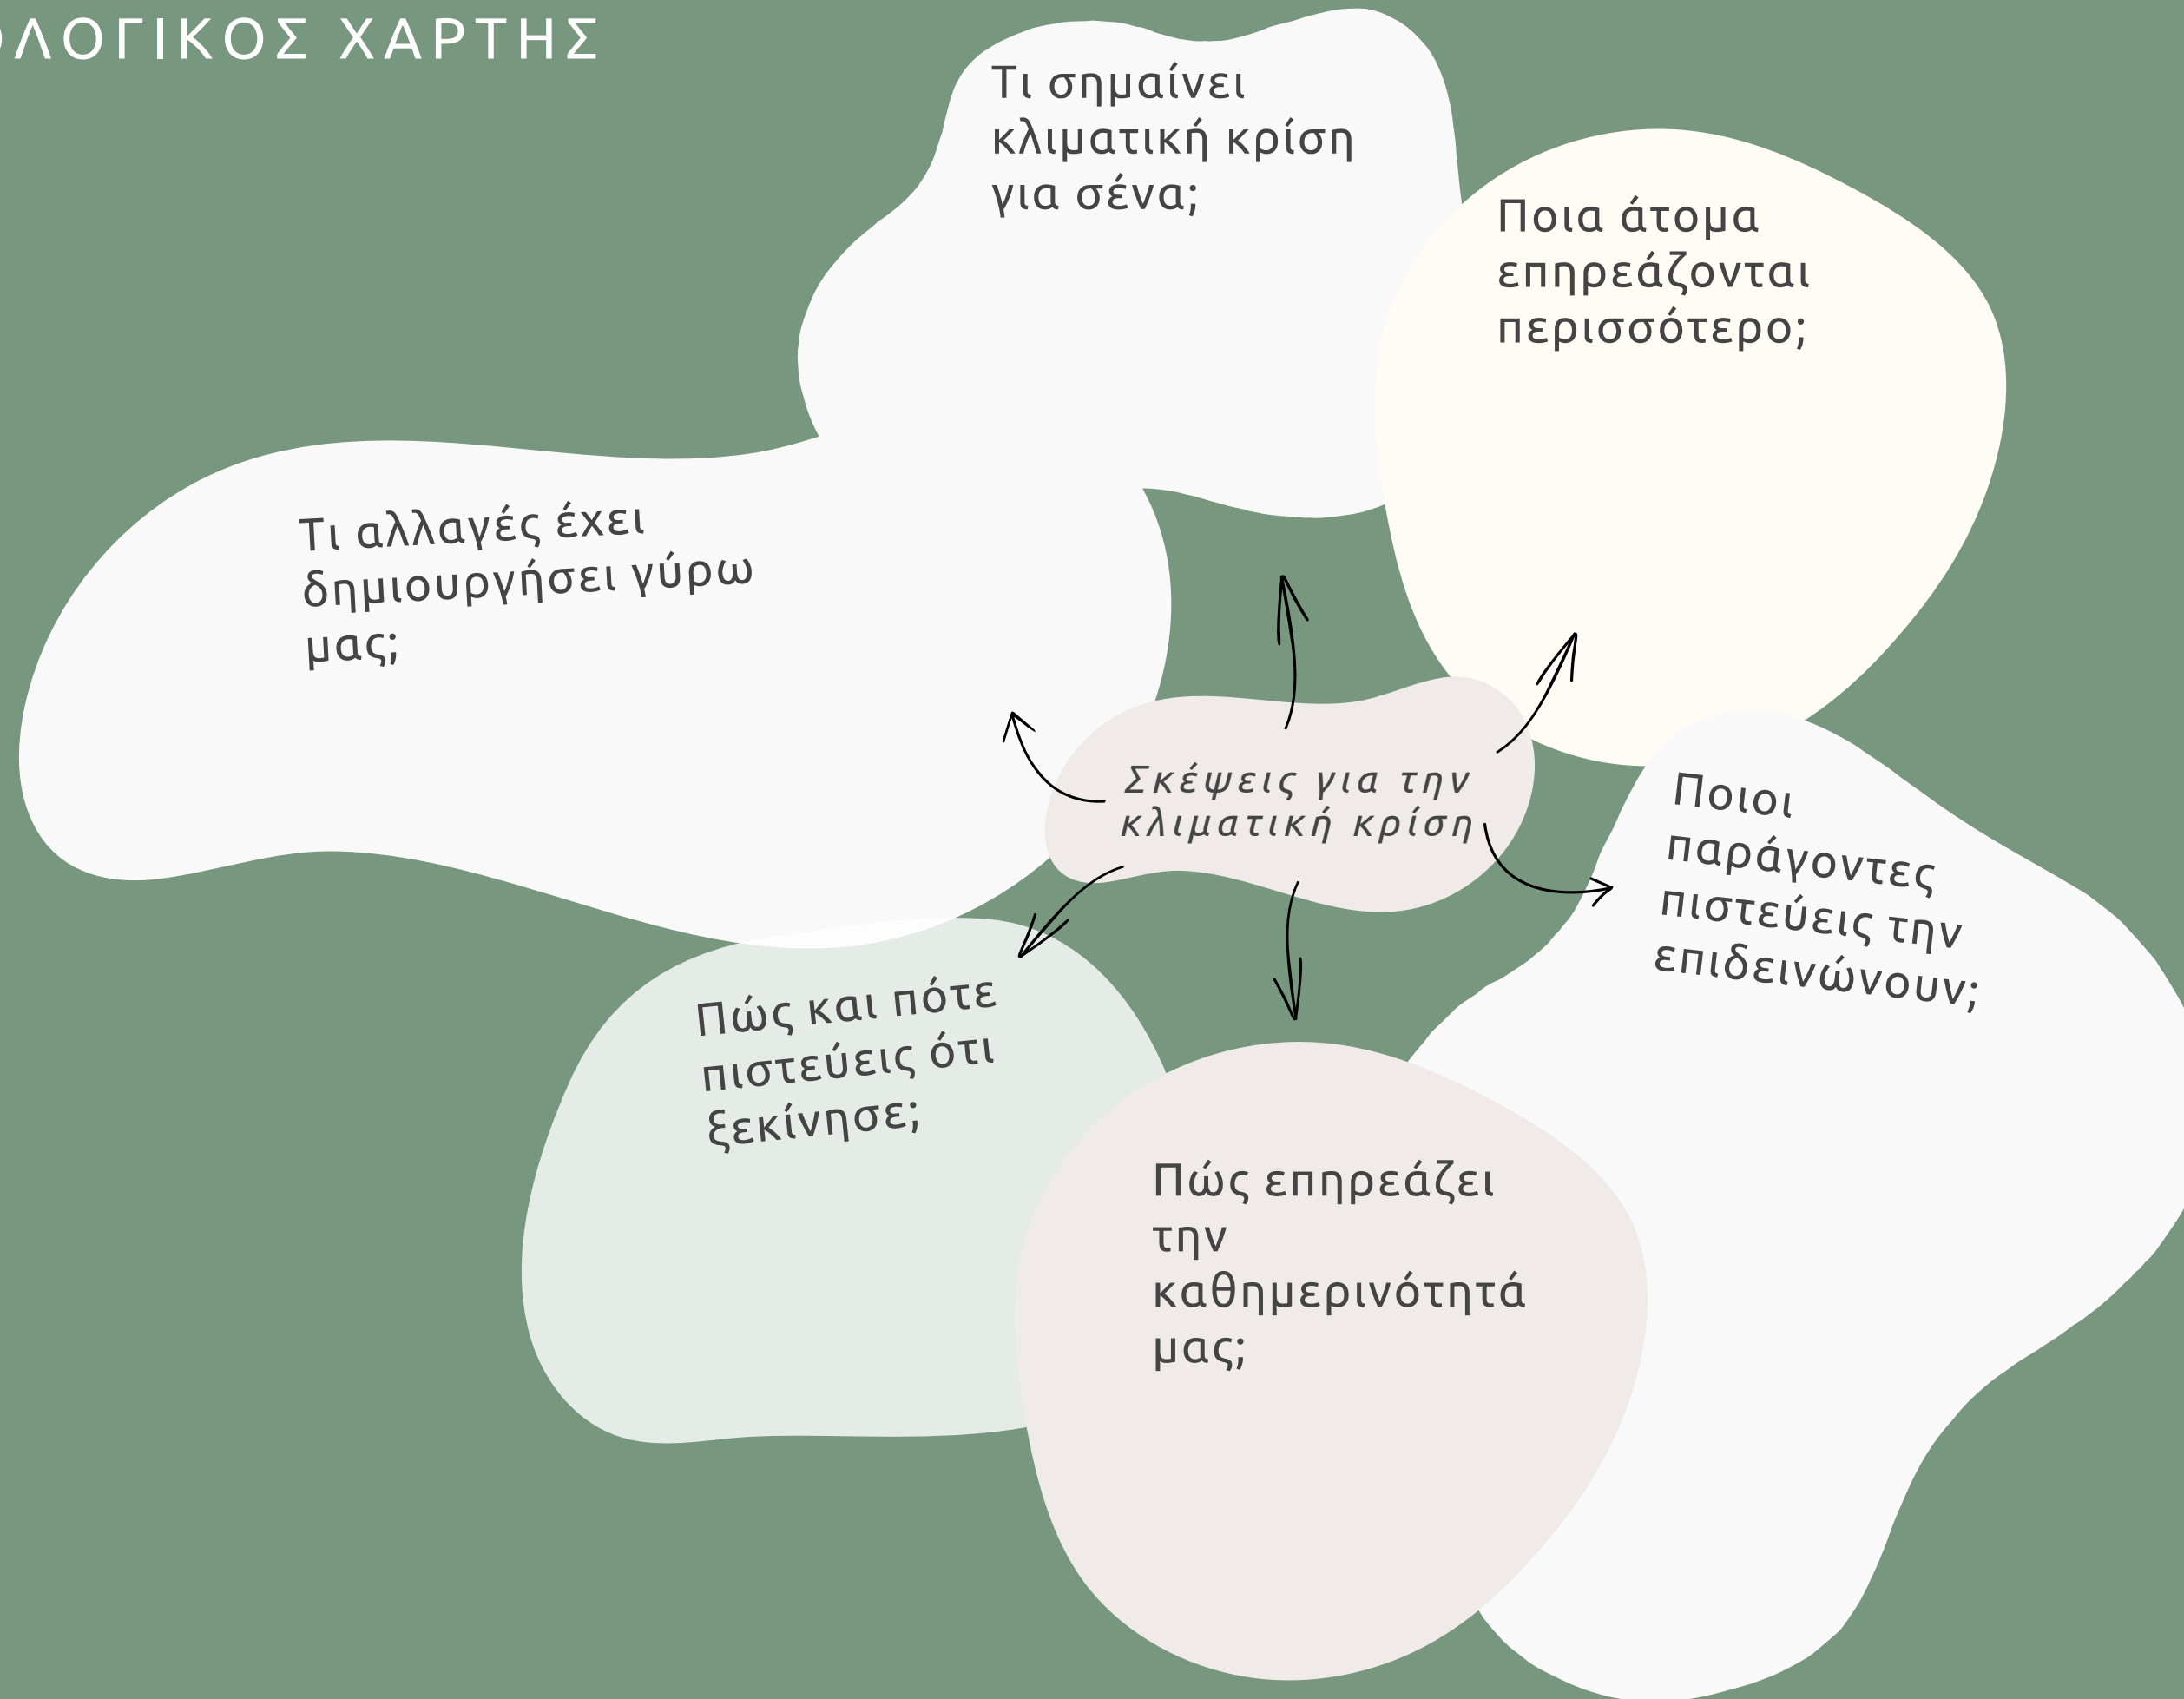 ΛΟΓΙΚΟΣ ΧΑΡΤΗΣ
Τι σημαίνει
κλιματική κρίση
για σένα;
Ποια άτομα
επηρεάζονται
περισσότερο;
Τι αλλαγές έχει
δημιουργήσει γύρω
μας;
Σκέψεις για την
κλιματική κρίση
Ποιοι
παράγοντες
πιστεύεις την
επιδεινώνουν;
Πώς και πότε
πιστεύεις ότι
ξεκίνησε;
Πώς επηρεάζει
την
καθημερινότητά
μας;